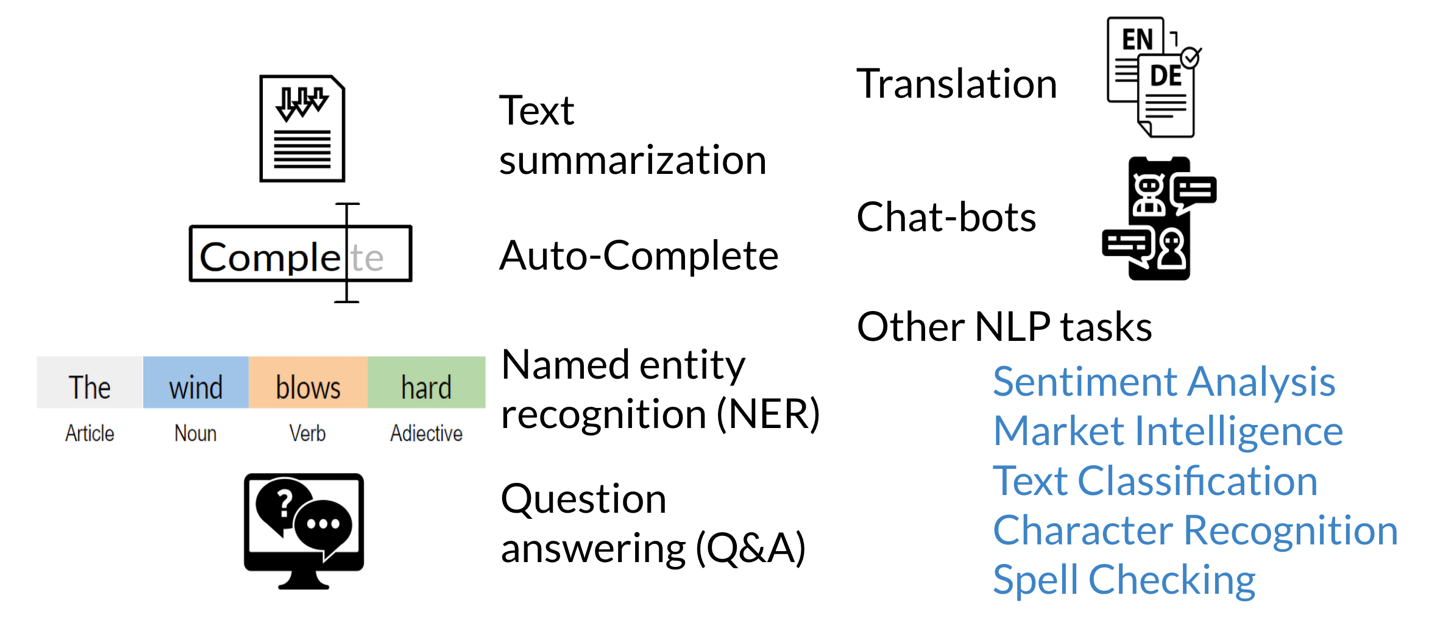 Text
summarization
Complete
Auto-Complete
The wind blows hard
Article Noun Verb Adiective
Named entity
recognition (NER)
?
Question
answering (Q&A)
Translation
EN
DE
Chat-bots
Other NLP tasks
Sentiment Analysis
Market Intelligence
Text Classification
Character Recognition
Spell Checking